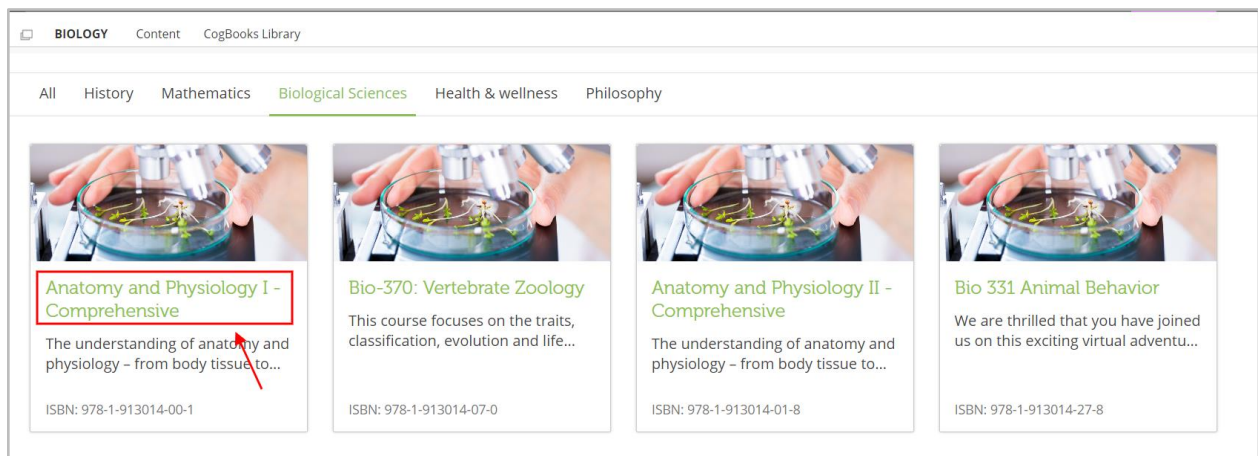 BIOLOGY Content CogBooks Library
All History Mathematics Biological Sciences Health & wellness Philosophy
Anatomy and Physiology I -
Comprehensive
The understanding of anatomy and
physiology – from body tissue to...
ISBN: 978-1-913014-00-1
Bio-370: Vertebrate Zoology
This course focuses on the traits,
classification, evolution and life...
ISBN: 978-1-913014-07-0
Anatomy and Physiology II -
Comprehensive
The understanding of anatomy and
physiology – from body tissue to...
ISBN: 978-1-913014-01-8
Bio 331 Animal Behavior
We are thrilled that you have joined
us on this exciting virtual adventu...
ISBN: 978-1-913014-27-8